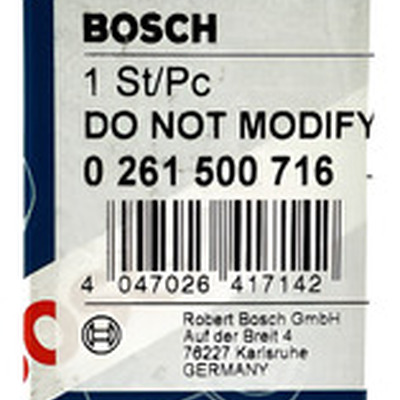 BOSCH
1 St/Pc
DO NOT MODIFY
0 261 500 716
4 047026 417142
Robert Bosch GmbH
Auf der Breit 4
76227 Karlsruhe
GERMANY